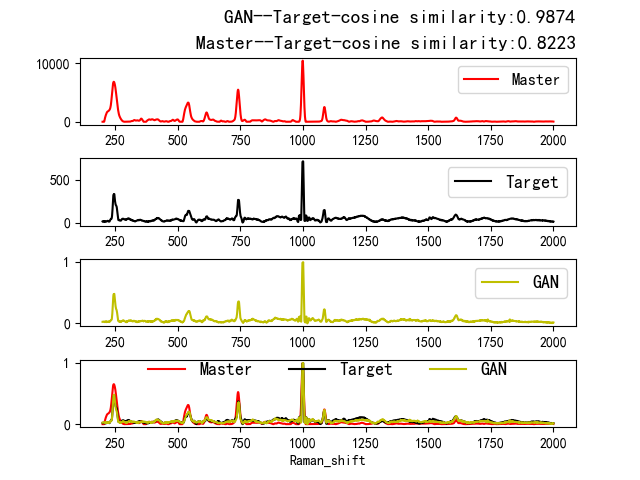 GAN--Target-cosine similarity:0.9874
Master--Target-cosine similarity:0.8223
10000
0
Master
250 500 750 1000 1250 1500 1750 2000
500
0
Target
250 500 750 1000 1250 1500 1750 2000
1
0
GAN
250 500 750 1000 1250 1500 1750 2000
1
0
Master Target GAN
250 500 750 1000 1250 1500 1750 2000
Raman_shift